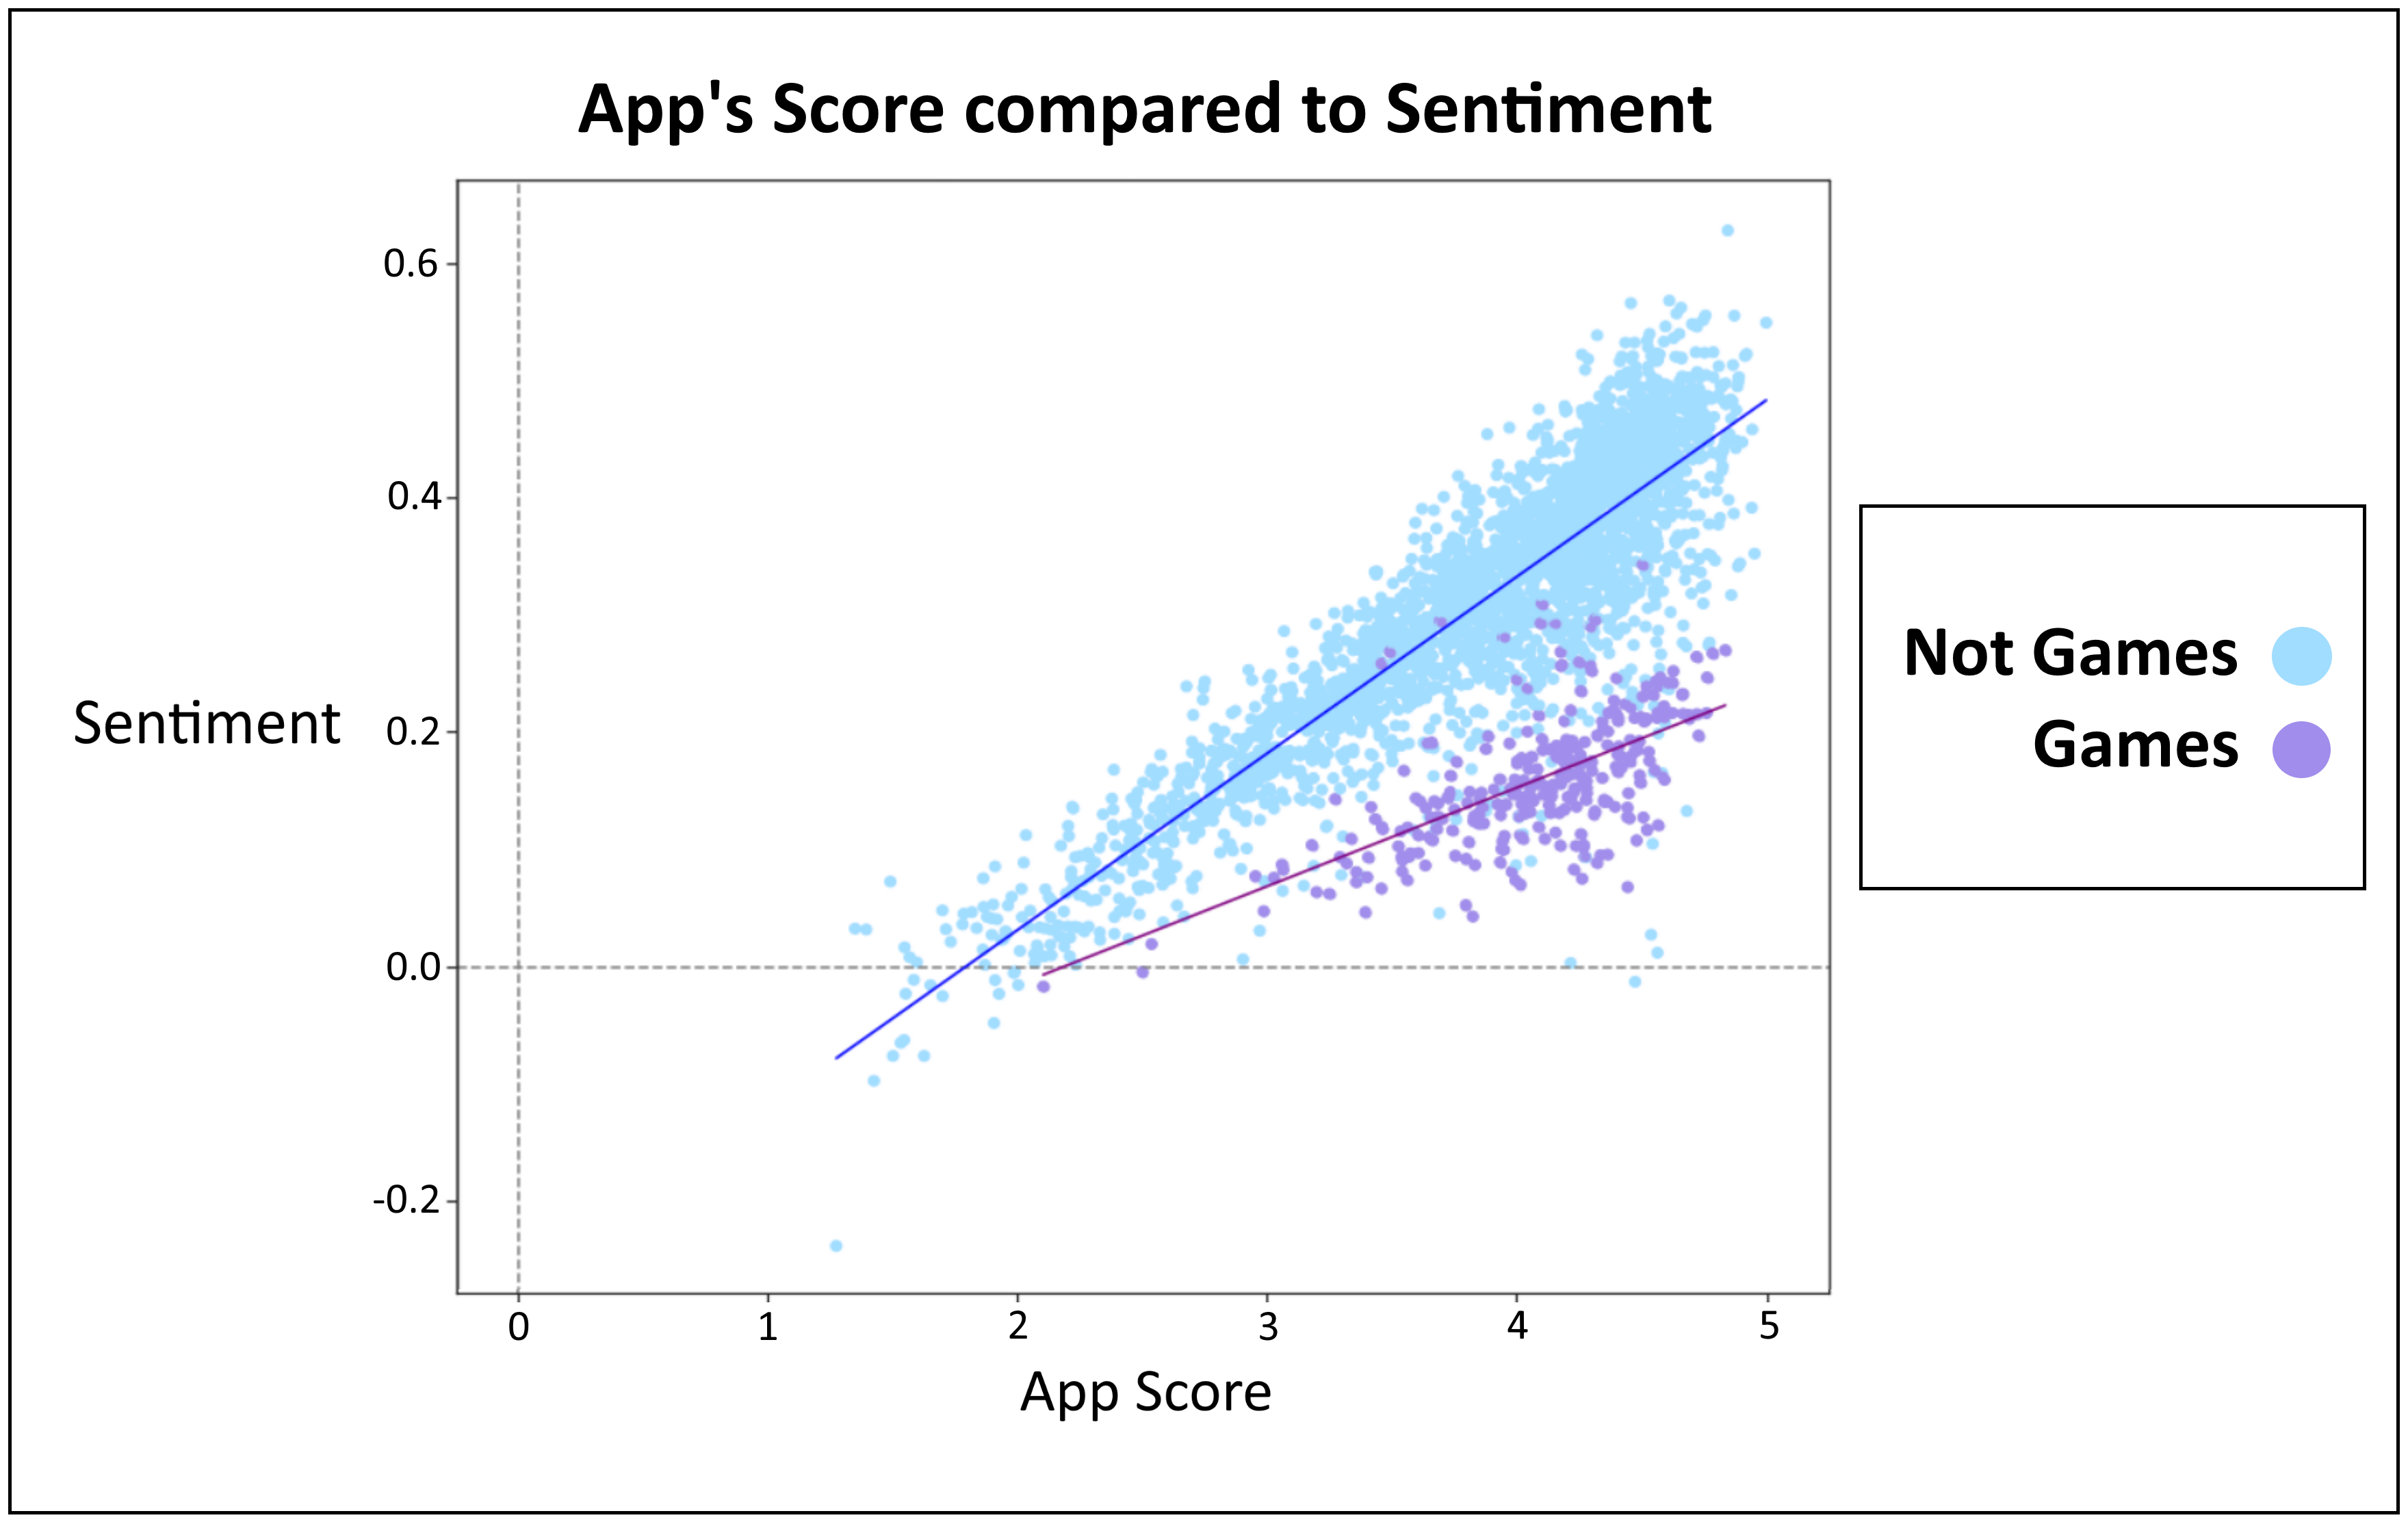 App's Score compared to Sentiment
0.6
0.4
Sentiment
0.2
0.0
-0.2
0 1 2 3 4 5
App Score
Not Games
Games